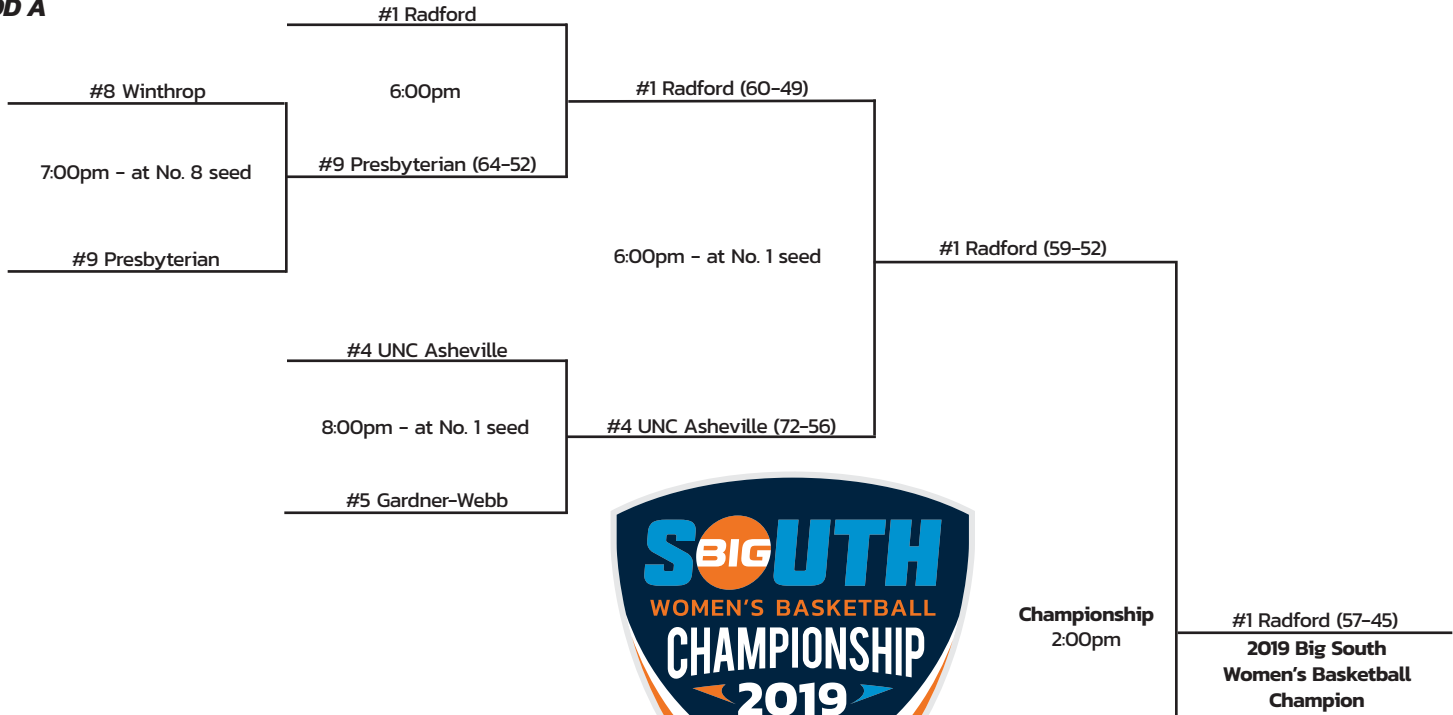 #1 Radford
#8 Winthrop
6:00pm
#1 Radford (60-49)
7:00pm - at No. 8 seed
#9 Presbyterian (64-52)
#9 Presbyterian
6:00pm - at No. 1 seed
#1 Radford (59-52)
#4 UNC Asheville
8:00pm - at No. 1 seed
#4 UNC Asheville (72-56)
#5 Gardner-Webb
BIG SOUTH
WOMEN'S BASKETBALL
CHAMPIONSHIP
2019
Championship
2:00pm
#1 Radford (57-45)
2019 Big South
Women's Basketball
Champion